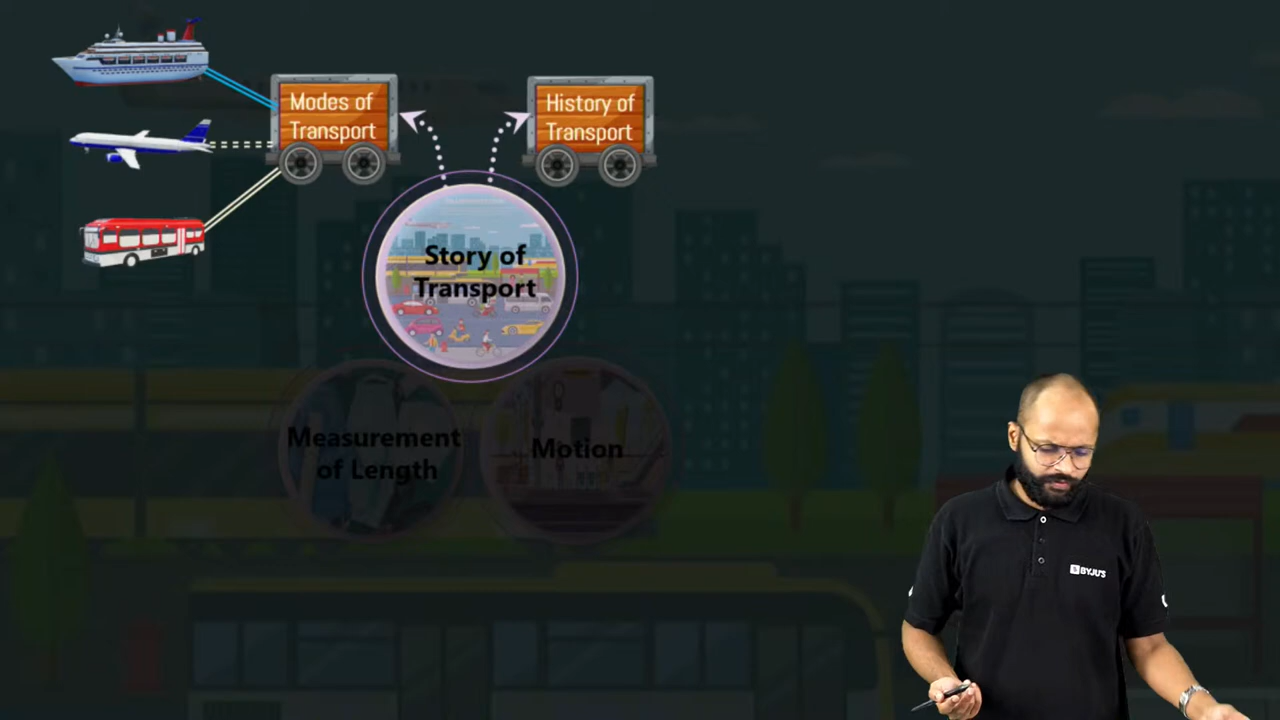 Modes of
Transport
History of
Transport
Story of
Transport
Measurement
of Length
Motion
BYJU'S